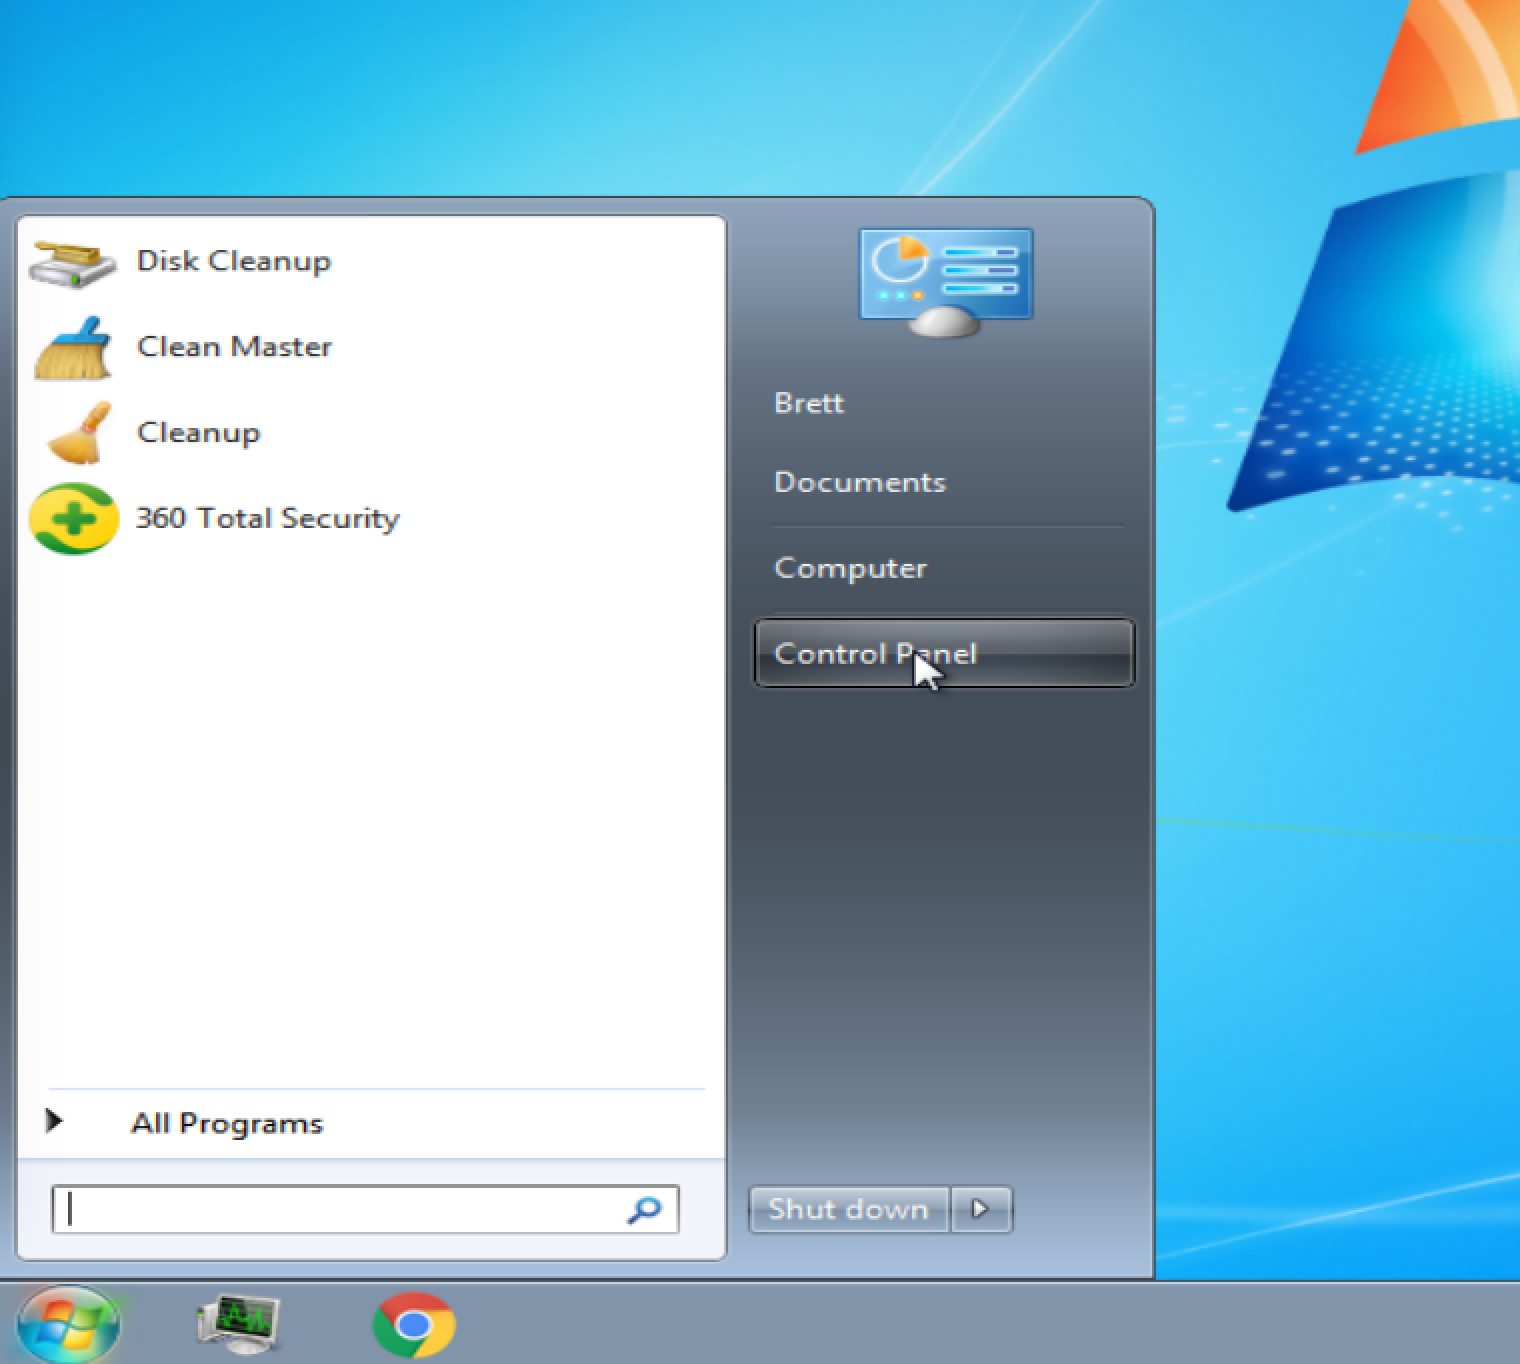 Disk Cleanup
Clean Master
Cleanup
360 Total Security
All Programs
Brett
Documents
Computer
Control Panel
Shut down